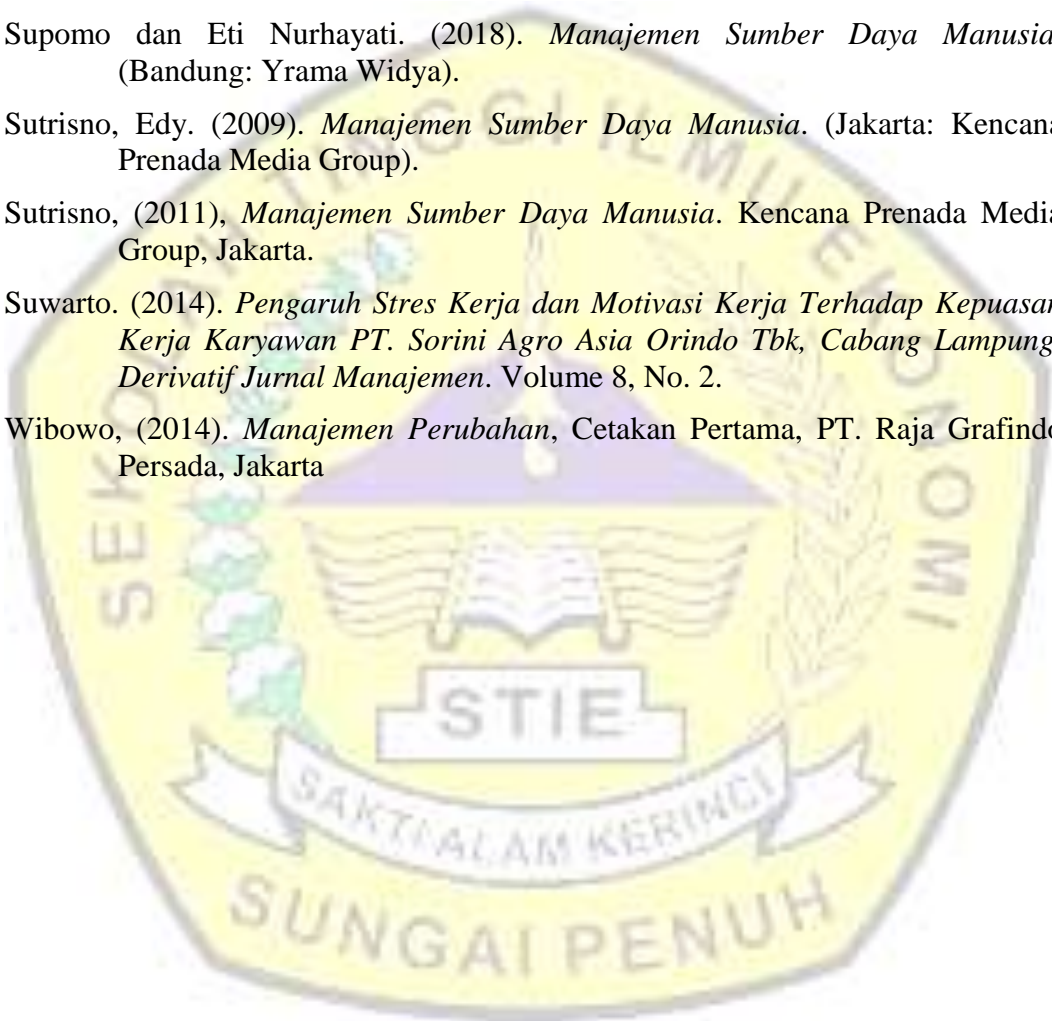 Supomo dan Eti Nurhayati. (2018). Manajemen Sumber Daya Manusia
(Bandung: Yrama Widya).
Sutrisno, Edy. (2009). Manajemen Sumber Daya Manusia. (Jakarta: Kencana
Prenada Media Group).
Sutrisno, (2011), Manajemen Sumber Daya Manusia. Kencana Prenada Media
Group, Jakarta.
Suwarto. (2014). Pengaruh Stres Kerja dan Motivasi Kerja Terhadap Kepuasan
Kerja Karyawan PT. Sorini Agro Asia Orindo Tbk, Cabang Lampung.
Derivatif Jurnal Manajemen. Volume 8, No. 2.
Wibowo, (2014). Manajemen Perubahan, Cetakan Pertama, PT. Raja Grafindo
Persada, Jakarta
SEKOLAH TINGGI ILMU EKONOMI
STIE
SAKTI ALAM KERINCI
SUNGAI PENUH